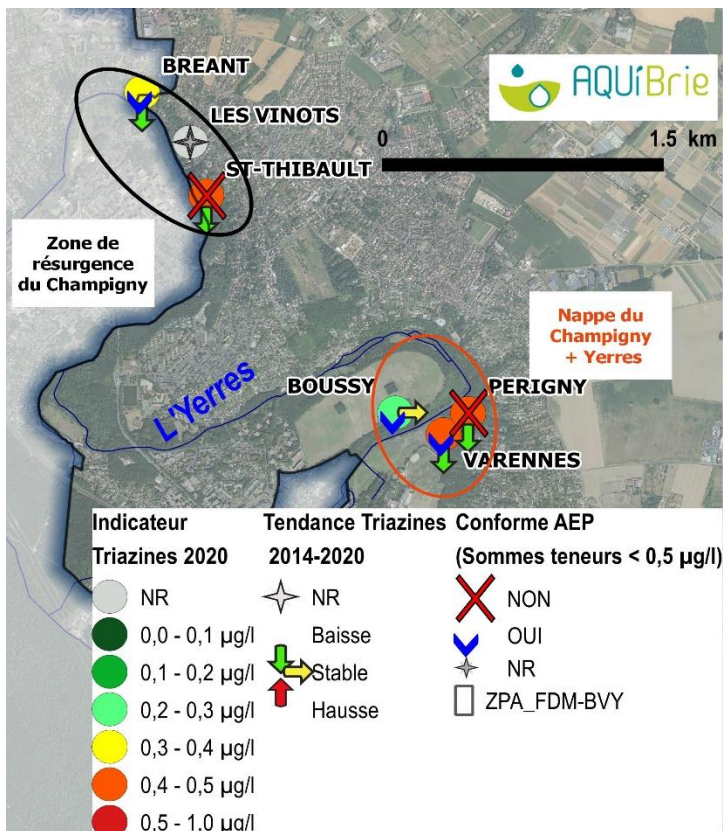 BREANT
AQUíBrie
LES VINOTS
0 1.5 km
ST-THIBAULT
Zone de
résurgence
du Champigny
Nappe du
Champigny
+ Yerres
L'Yerres
BOUSSY
PERIGNY
VARENNES
Indicateur
Triazines 2020
NR
0,0 - 0,1 µg/l
0,1 - 0,2 µg/l
0,2 - 0,3 µg/l
0,3 - 0,4 µg/l
0,4 - 0,5 µg/l
0,5 - 1,0 µg/l
Tendance Triazines
2014-2020
NR
Baisse
Stable
Hausse
Conforme AEP
(Sommes teneurs < 0,5 µg/l)
NON
OUI
NR
ZPA_FDM-BVY